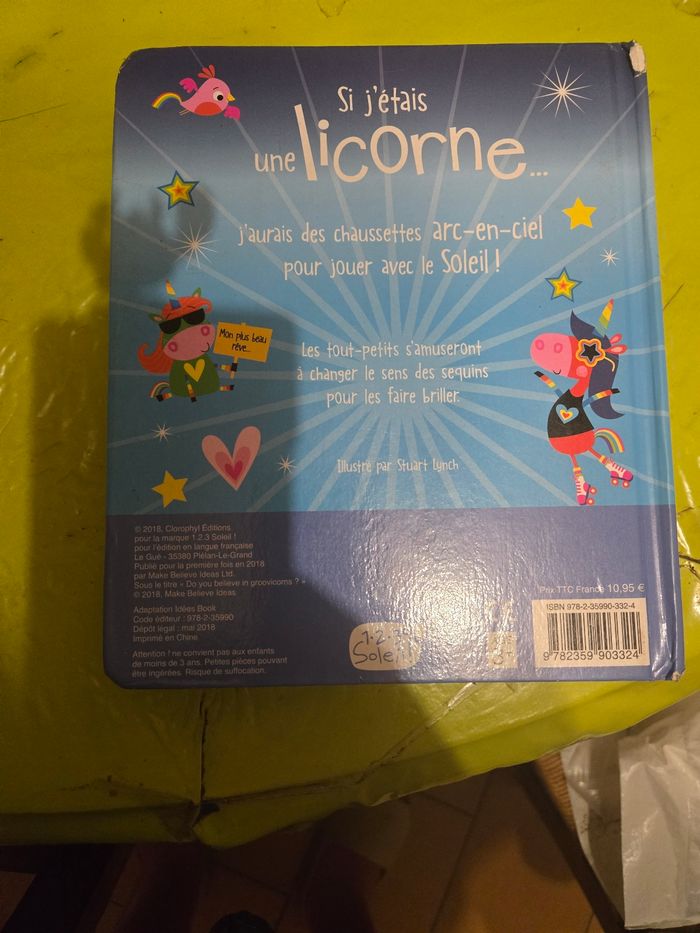 Si j'étais
une licorne...
j'aurais des chaussettes arc-en-ciel
pour jouer avec le Soleil !
Mon plus beau
rêve...
Les tout-petits s'amuseront
à changer le sens des sequins
pour les faire briller.
Illustré par Stuart Lynch
© 2018, Clorophyl Éditions
pour la marque 1.2.3 Soleil !
pour l'édition en langue française
Le Gué - 35380 Plélan-Le-Grand
Publié pour la première fois en 2018
par Make Believe Ideas Ltd.
Sous le titre « Do you believe in groovicorns ? »
© 2018, Make Believe Ideas
Adaptation Idées Book
Code éditeur : 978-2-35990
Dépôt légal : mai 2018
Imprimé en Chine
Attention ! ne convient pas aux enfants
de moins de 3 ans. Petites pièces pouvant
être ingérées. Risque de suffocation.
1.2.3
Soleil!
Prix TTC France 10,95 €
ISBN 978-2-35990-332-4
9 782359 903324